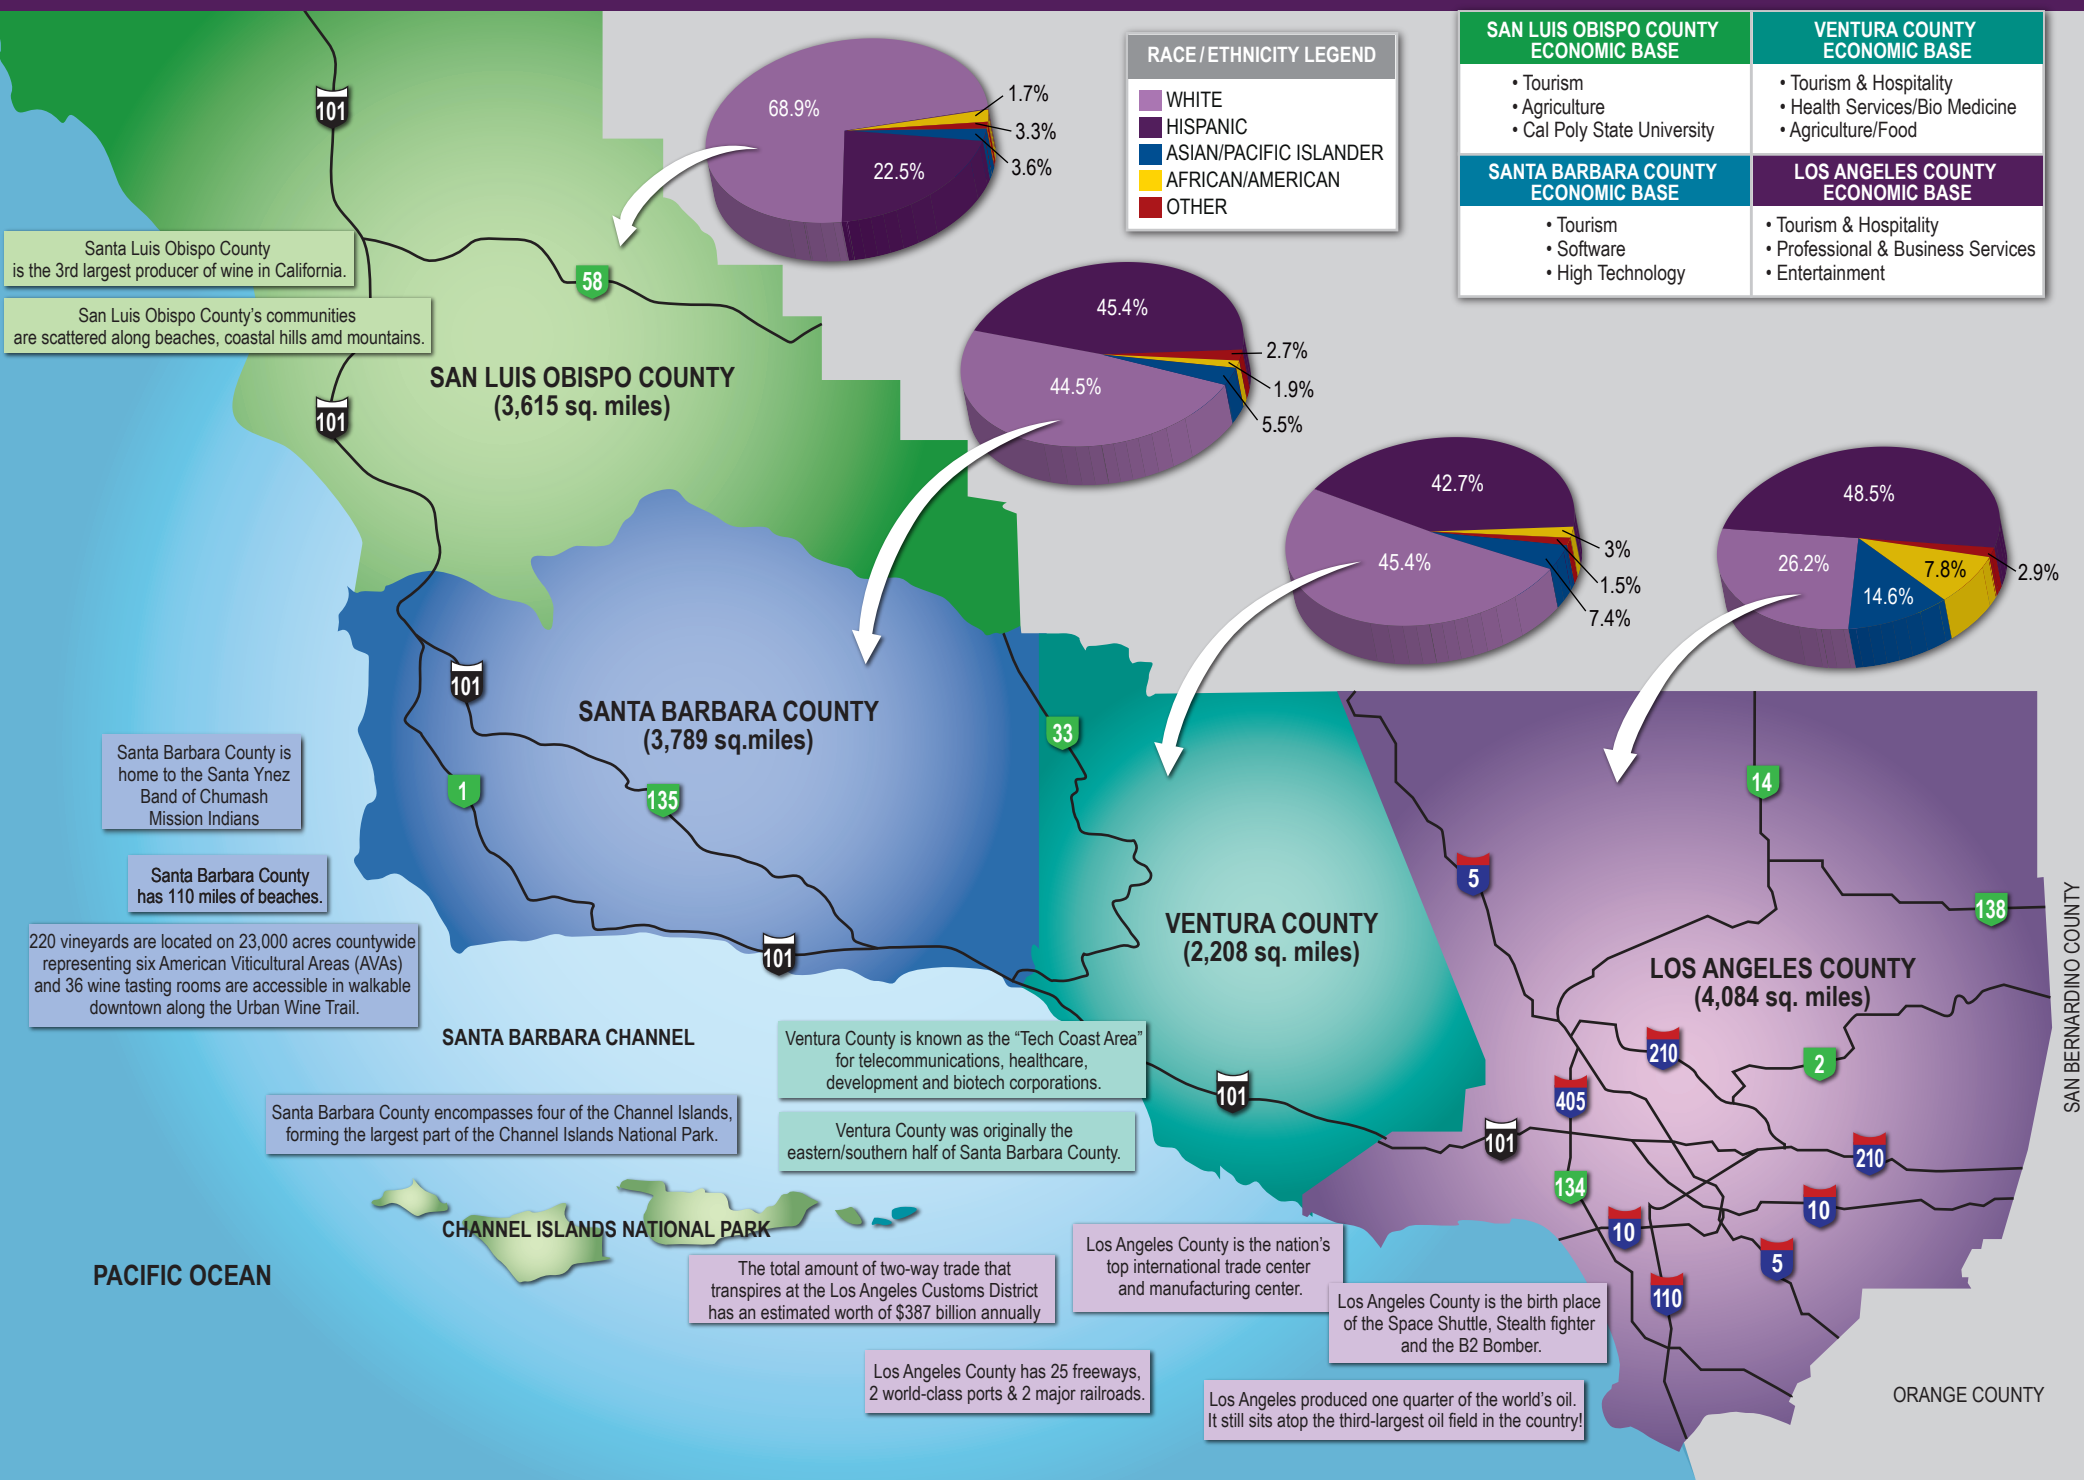 RACE / ETHNICITY LEGEND
WHITE
HISPANIC
ASIAN/PACIFIC ISLANDER
AFRICAN/AMERICAN
OTHER
SAN LUIS OBISPO COUNTY
ECONOMIC BASE
• Tourism
• Agriculture
• Cal Poly State University
VENTURA COUNTY
ECONOMIC BASE
• Tourism & Hospitality
• Health Services/Bio Medicine
• Agriculture/Food
SANTA BARBARA COUNTY
ECONOMIC BASE
• Tourism
• Software
• High Technology
LOS ANGELES COUNTY
ECONOMIC BASE
• Tourism & Hospitality
• Professional & Business Services
• Entertainment
68.9%
1.7%
3.3%
3.6%
22.5%
101
Santa Luis Obispo County
is the 3rd largest producer of wine in California.
San Luis Obispo County's communities
are scattered along beaches, coastal hills amd mountains.
58
SAN LUIS OBISPO COUNTY
(3,615 sq. miles)
101
45.4%
2.7%
1.9%
5.5%
44.5%
42.7%
3%
1.5%
7.4%
45.4%
48.5%
26.2%
14.6%
7.8%
2.9%
101
SANTA BARBARA COUNTY
(3,789 sq.miles)
1
135
101
33
Santa Barbara County is
home to the Santa Ynez
Band of Chumash
Mission Indians
Santa Barbara County
has 110 miles of beaches.
220 vineyards are located on 23,000 acres countywide
representing six American Viticultural Areas (AVAs)
and 36 wine tasting rooms are accessible in walkable
downtown along the Urban Wine Trail.
SANTA BARBARA CHANNEL
Santa Barbara County encompasses four of the Channel Islands,
forming the largest part of the Channel Islands National Park.
VENTURA COUNTY
(2,208 sq. miles)
Ventura County is known as the “Tech Coast Area”
for telecommunications, healthcare,
development and biotech corporations.
Ventura County was originally the
eastern/southern half of Santa Barbara County.
101
14
5
138
LOS ANGELES COUNTY
(4,084 sq. miles)
210
2
405
101
210
134
10
10
5
110
SAN BERNARDINO COUNTY
CHANNEL ISLANDS NATIONAL PARK
PACIFIC OCEAN
The total amount of two-way trade that
transpires at the Los Angeles Customs District
has an estimated worth of $387 billion annually
Los Angeles County is the nation's
top international trade center
and manufacturing center.
Los Angeles County is the birth place
of the Space Shuttle, Stealth fighter
and the B2 Bomber.
Los Angeles County has 25 freeways,
2 world-class ports & 2 major railroads.
Los Angeles produced one quarter of the world's oil.
It still sits atop the third-largest oil field in the country!
ORANGE COUNTY